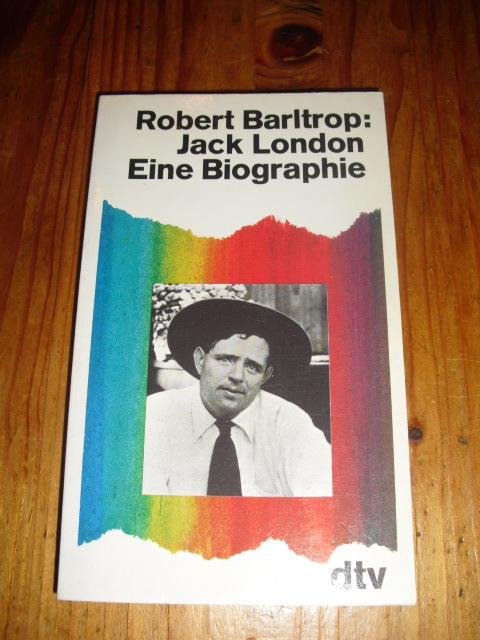 Robert Barltrop:
Jack London
Eine Biographie
dtv